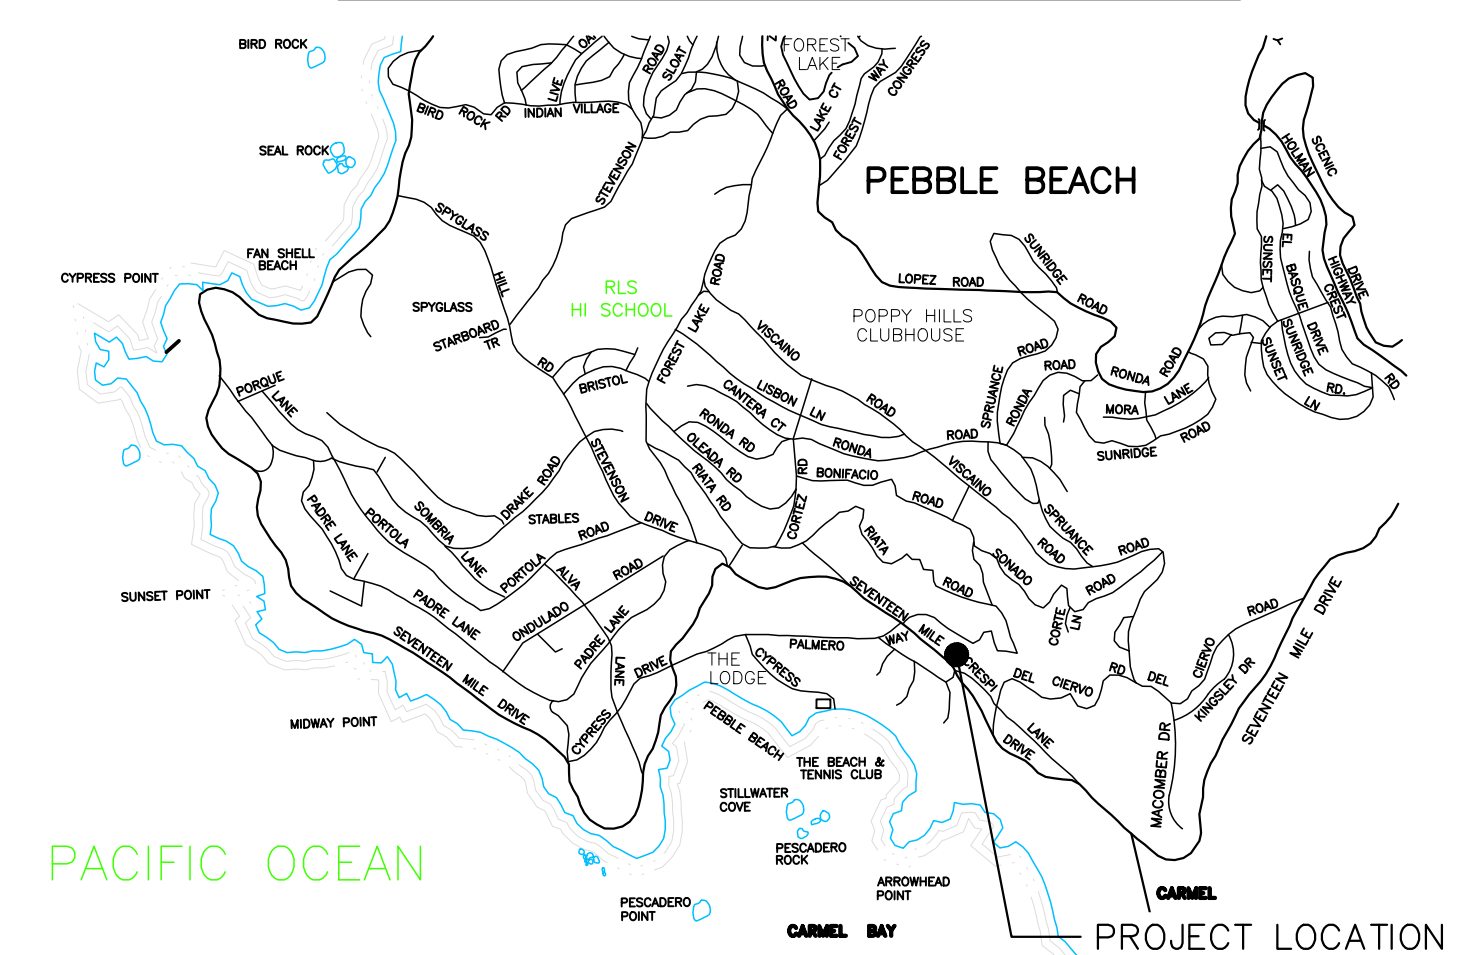 BIRD ROCK
SEAL ROCK
FAN SHELL
BEACH
CYPRESS POINT
BIRD ROCK RD
INDIAN VILLAGE
LIVE
ROAD
SLOAT
FOREST
LAKE
ROAD
LAKE CT
FOREST
WAY
CONGRESS
PEBBLE BEACH
HOLMAN
SCENIC
STEVENSON
SPYGLASS
HILL
SPYGLASS
STARBOARD
TR
RD
RLS
HI SCHOOL
ROAD
LAKE
FOREST
LOPEZ ROAD
SUNRIDGE
ROAD
POPPY HILLS
CLUBHOUSE
SUNSET
EL
BASQUE
DRIVE
HIGHWAY
CREST
DRIVE
SUNRIDGE
RD.
RD
SUNSET
LN
VISCAINO
ROAD
LISBON LN
CANTERA CT
RONDA RD
OLEADA RD
RIATA RD
RONDA
ROAD
SPRUANCE
ROAD
RONDA
ROAD
RONDA
ROAD
MORA LANE
SUNRIDGE ROAD
BRISTOL
PORQUE
LANE
STEVENSON
DRIVE
DRAKE ROAD
STABLES
SOMBRIA
LANE
PORTOLA
PORTOLA
ROAD
PADRE LANE
PADRE LANE
ALVA
ONDULADO
ROAD
PADRE LANE
LANE
CYPRESS
DRIVE
RD
CORTEZ
BONIFACIO
ROAD
VISCAINO
ROAD
SPRUANCE
ROAD
RIATA
ROAD
SONADO
ROAD
CORTE
LN
SUNSET POINT
SEVENTEEN MILE DRIVE
MIDWAY POINT
SEVENTEEN
MILE
PALMERO
WAY
THE
LODGE
CYPRESS
CRESPI
LANE
DRIVE
DEL CIERVO RD
DEL
CIERVO
ROAD
KINGSLEY DR
MACOMBER DR
SEVENTEEN MILE DRIVE
PEBBLE BEACH
THE BEACH &
TENNIS CLUB
STILLWATER
COVE
PESCADERO
ROCK
PACIFIC OCEAN
PESCADERO
POINT
ARROWHEAD
POINT
CARMEL BAY
CARMEL
PROJECT LOCATION